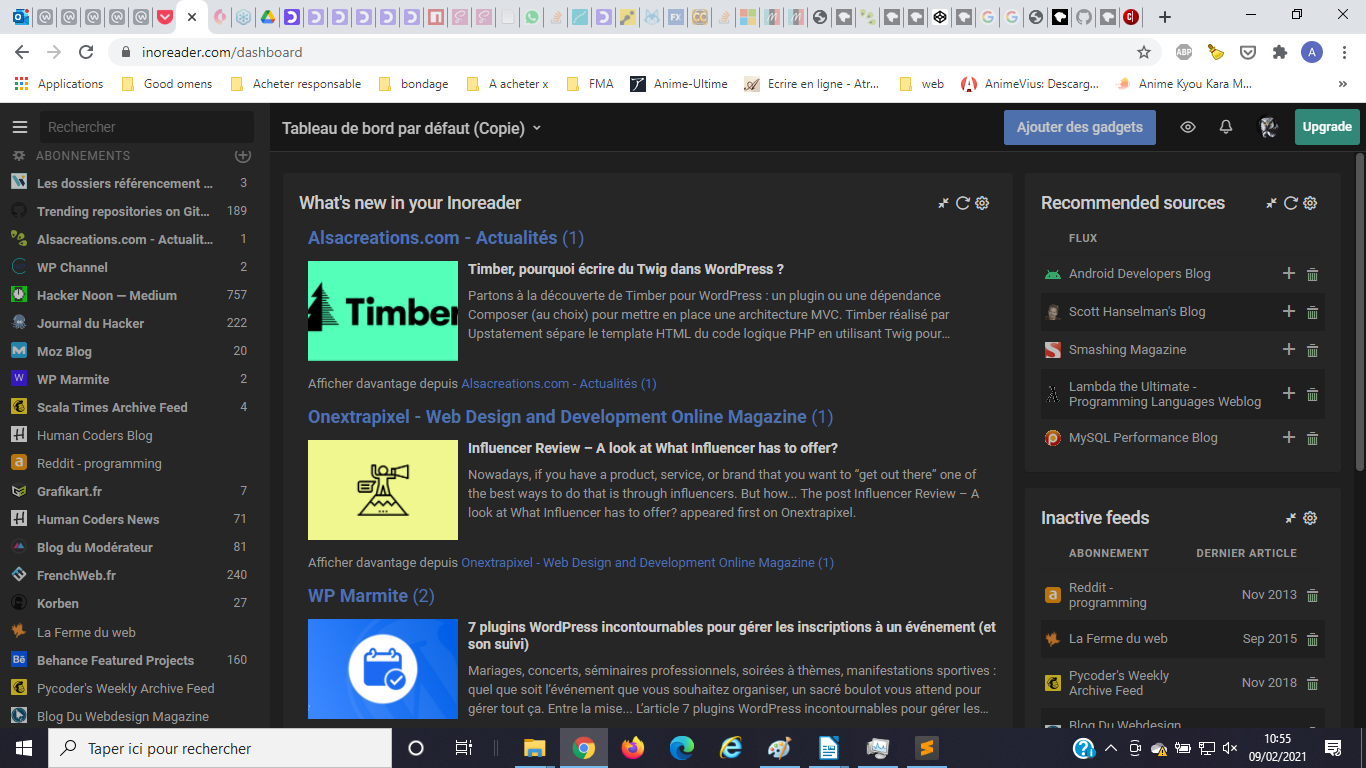 inoreader.com/dashboard
Applications
Good omens
Acheter responsable
bondage
A acheter x
FMA
Anime-Ultime
Ecrire en ligne - Atr...
web
AnimeVius: Descarg...
Anime Kyou Kara M...
Rechercher
Tableau de bord par défaut (Copie)
Ajouter des gadgets
Upgrade
ABONNEMENTS
Les dossiers référencement ... 3
Trending repositories on Git... 189
Alsacreations.com - Actualit... 1
WP Channel 2
Hacker Noon — Medium 757
Journal du Hacker 222
Moz Blog 20
WP Marmite 2
Scala Times Archive Feed 4
Human Coders Blog
Reddit - programming
Grafikart.fr 7
Human Coders News 71
Blog du Modérateur 81
FrenchWeb.fr 240
Korben 27
La Ferme du web
Behance Featured Projects 160
Pycoder's Weekly Archive Feed
Blog Du Webdesign Magazine
What's new in your Inoreader
Alsacreations.com - Actualités (1)
Timber
Timber, pourquoi écrire du Twig dans WordPress ?
Partons à la découverte de Timber pour WordPress : un plugin ou une dépendance
Composer (au choix) pour mettre en place une architecture MVC. Timber réalisé par
Upstatement sépare le template HTML du code logique PHP en utilisant Twig pour...
Afficher davantage depuis Alsacreations.com - Actualités (1)
Onextrapixel - Web Design and Development Online Magazine (1)
Influencer Review – A look at What Influencer has to offer?
Nowadays, if you have a product, service, or brand that you want to “get out there” one of
the best ways to do that is through influencers. But how... The post Influencer Review – A
look at What Influencer has to offer? appeared first on Onextrapixel.
Afficher davantage depuis Onextrapixel - Web Design and Development Online Magazine (1)
WP Marmite (2)
7 plugins WordPress incontournables pour gérer les inscriptions à un événement (et
son suivi)
Mariages, concerts, séminaires professionnels, soirées à thèmes, manifestations sportives :
quel que soit l’événement que vous souhaitez organiser, un sacré boulot vous attend pour
gérer tout ça. Entre la mise... L’article 7 plugins WordPress incontournables pour gérer les...
Recommended sources
FLUX
Android Developers Blog
Scott Hanselman's Blog
Smashing Magazine
Lambda the Ultimate -
Programming Languages Weblog
MySQL Performance Blog
Inactive feeds
ABONNEMENT DERNIER ARTICLE
Reddit -
programming Nov 2013
La Ferme du web Sep 2015
Pycoder's Weekly
Archive Feed Nov 2018
Blog Du Webdesign
Taper ici pour rechercher
10:55
09/02/2021